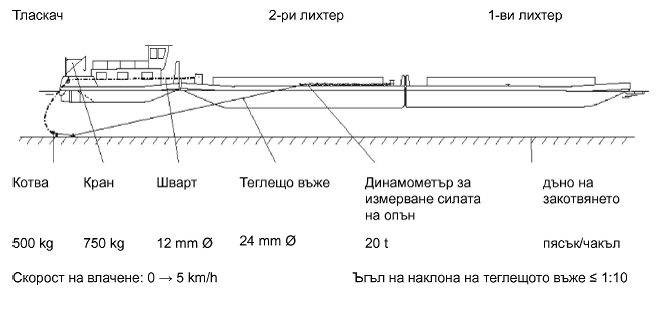 Тласкач 2-ри лихтер 1-ви лихтер
Котва Кран Шварт Теглещо въже Динамометър за измерване силата на опън дъно на закотвянето
500 kg 750 kg 12 mm Ø 24 mm Ø 20 t пясък/чакъл
Скорост на влачене: 0 → 5 km/h Ъгъл на наклона на теглещото въже ≤ 1:10